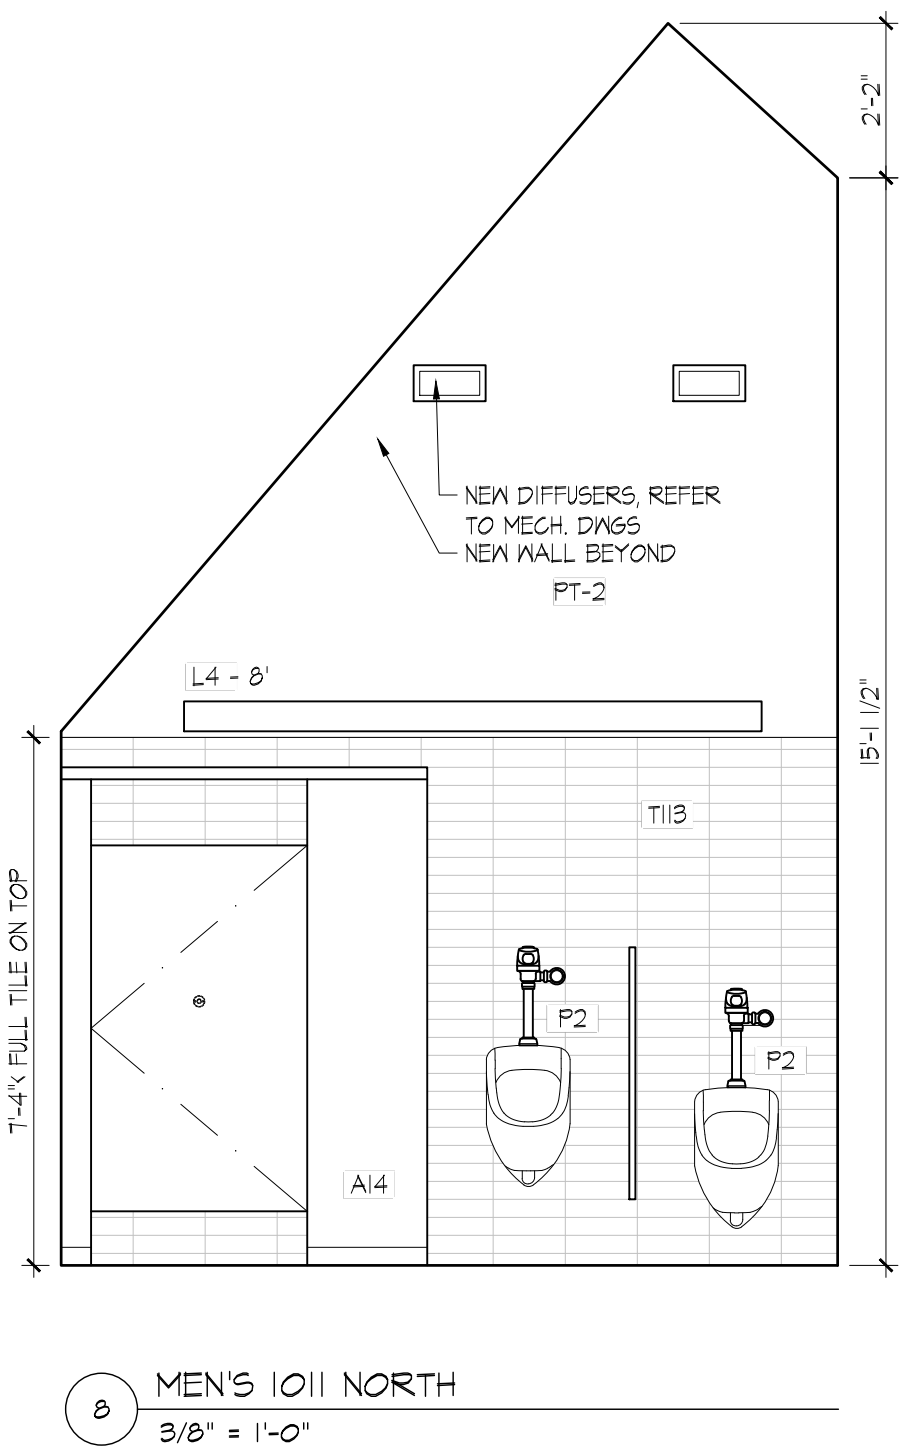 2'-2"
NEW DIFFUSERS, REFER
TO MECH. DWGS
NEW WALL BEYOND
PT-2
L4 - 8'
15'-1 1/2"
T113
7'-4"< FULL TILE ON TOP
P2
P2
A14
8
MEN'S 1011 NORTH
3/8" = 1'-0"